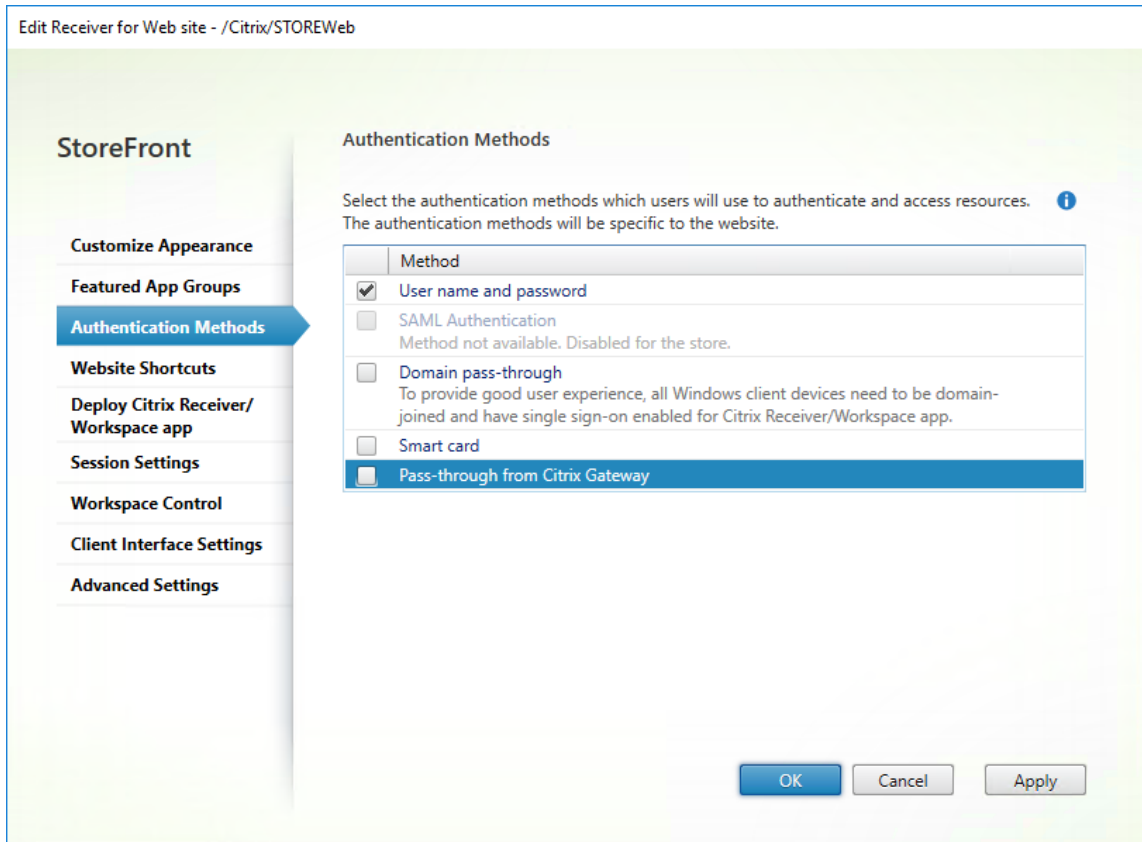 Edit Receiver for Web site - /Citrix/STOREWeb
StoreFront
Customize Appearance
Featured App Groups
Authentication Methods
Website Shortcuts
Deploy Citrix Receiver/
Workspace app
Session Settings
Workspace Control
Client Interface Settings
Advanced Settings
Authentication Methods
Select the authentication methods which users will use to authenticate and access resources.
The authentication methods will be specific to the website.
Method
User name and password
SAML Authentication
Method not available. Disabled for the store.
Domain pass-through
To provide good user experience, all Windows client devices need to be domain-
joined and have single sign-on enabled for Citrix Receiver/Workspace app.
Smart card
Pass-through from Citrix Gateway
OK
Cancel
Apply